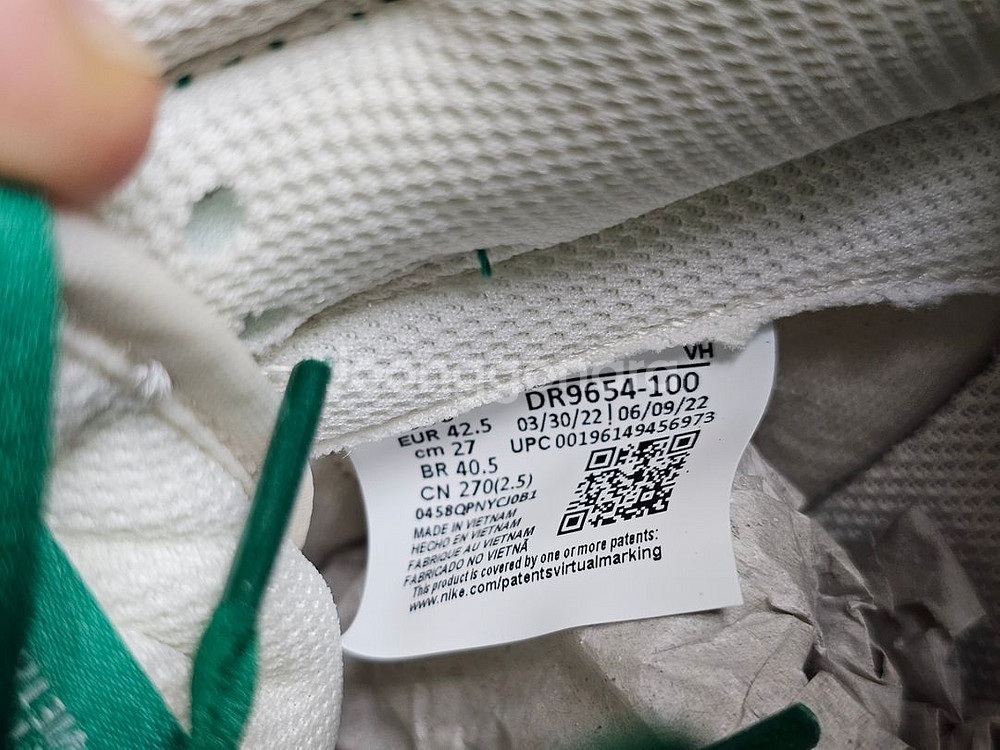 VH
DR9654-100
EUR 42.5
03/30/22 | 06/09/22
cm 27
UPC 00196149456973
BR 40.5
CN 270(2.5)
0458QPNYCJ0B1
MADE IN VIETNAM
HECHO EN VIETNAM
FABRIQUE AU VIETNAM
FABRICADO NO VIETNÃ
This product is covered by one or more patents:
www.nike.com/patentsvirtualmarking